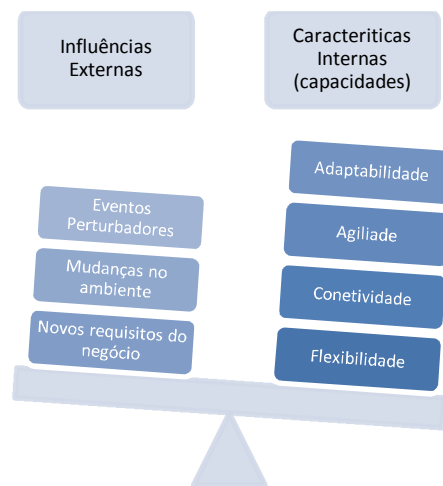 Influências
Externas
Caracteriticas
Internas
(capacidades)
Eventos
Perturbadores
Mudanças no
ambiente
Novos requisitos do
negócio
Adaptabilidade
Agiliade
Conetividade
Flexibilidade